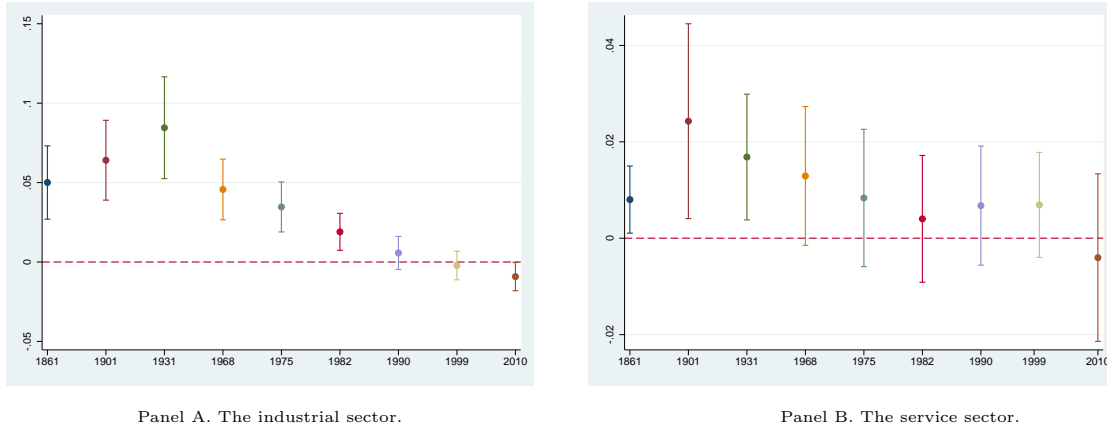 .15
.1
.05
0
-.05
1861 1901 1931 1968 1975 1982 1990 1999 2010
Panel A. The industrial sector.
.04
.02
0
-.02
1861 1901 1931 1968 1975 1982 1990 1999 2010
Panel B. The service sector.